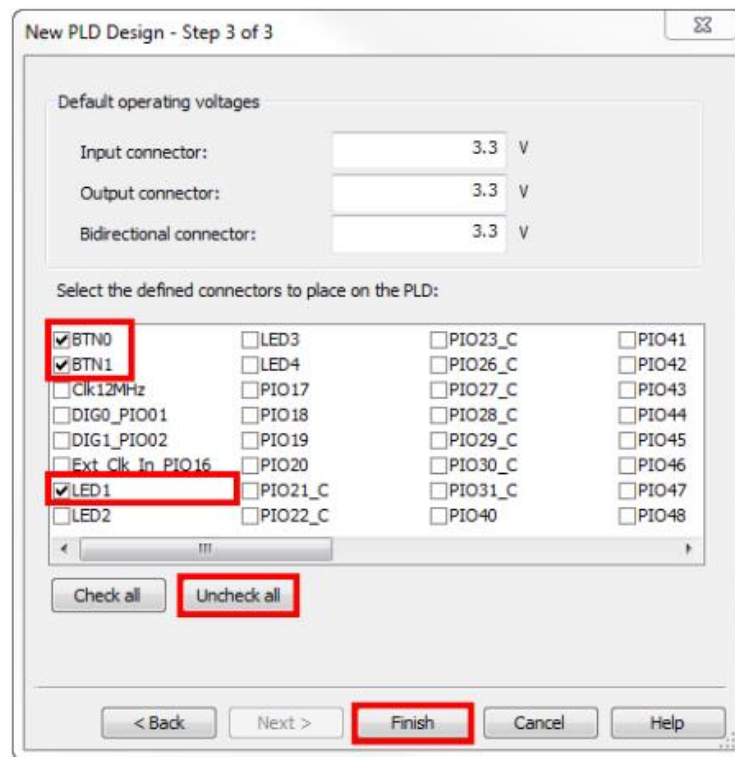 New PLD Design - Step 3 of 3
Default operating voltages
Input connector: 3.3 V
Output connector: 3.3 V
Bidirectional connector: 3.3 V
Select the defined connectors to place on the PLD:
BTN0 LED3 PIO23_C PIO41
BTN1 LED4 PIO26_C PIO42
Clk12MHz PIO17 PIO27_C PIO43
DIG0_PIO01 PIO18 PIO28_C PIO44
DIG1_PIO02 PIO19 PIO29_C PIO45
Ext_Clk_In_PIO16 PIO20 PIO30_C PIO46
LED1 PIO21_C PIO31_C PIO47
LED2 PIO22_C PIO40 PIO48
Check all Uncheck all
< Back Next > Finish Cancel Help